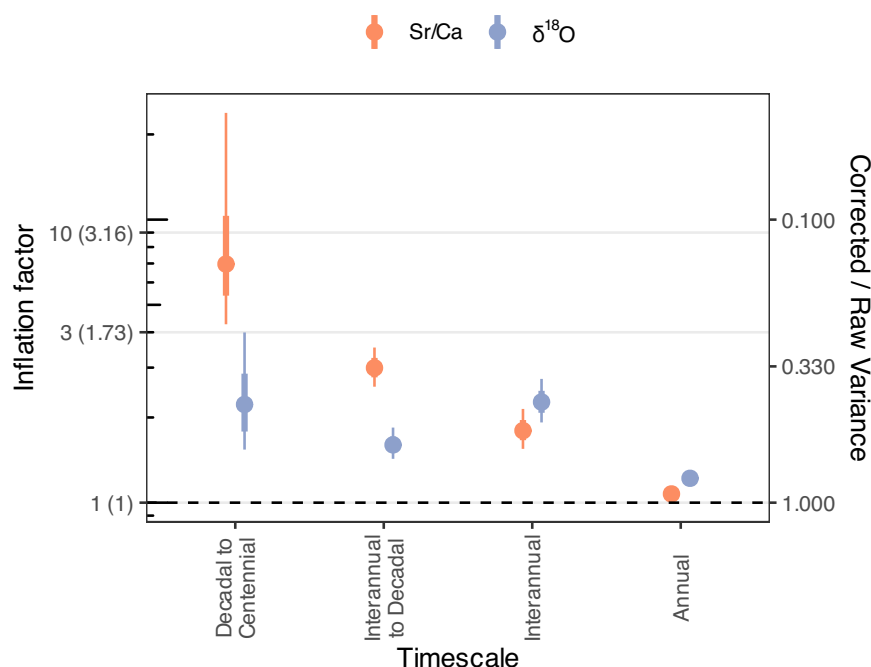 Sr/Ca δ¹⁸O
Inflation factor
10 (3.16)
3 (1.73)
1 (1)
0.100
0.330
1.000
Corrected / Raw Variance
Decadal to
Centennial
Interannual
to Decadal
Interannual
Annual
Timescale